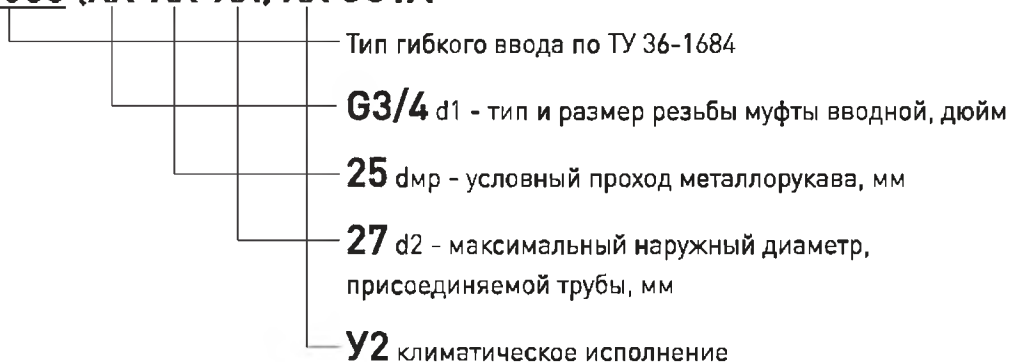 Тип гибкого ввода по ТУ 36-1684
G3/4 d1 - тип и размер резьбы муфты вводной, дюйм
25 dмр - условный проход металлорукава, мм
27 d2 - максимальный наружный диаметр,
присоединяемой трубы, мм
У2 климатическое исполнение